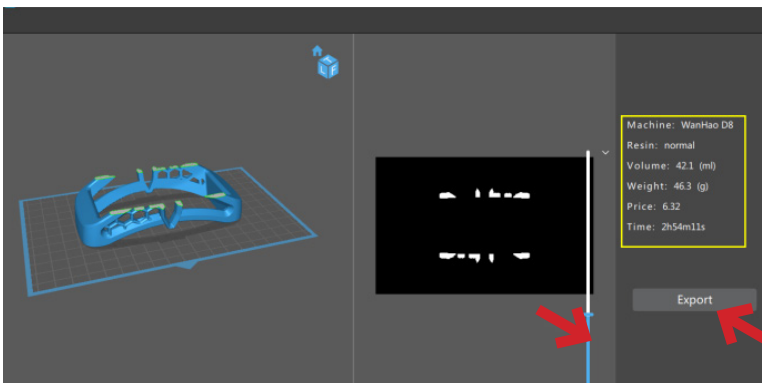 T
L F
Machine: WanHao D8
Resin: normal
Volume: 42.1 (ml)
Weight: 46.3 (g)
Price: 6.32
Time: 2h54m11s
Export